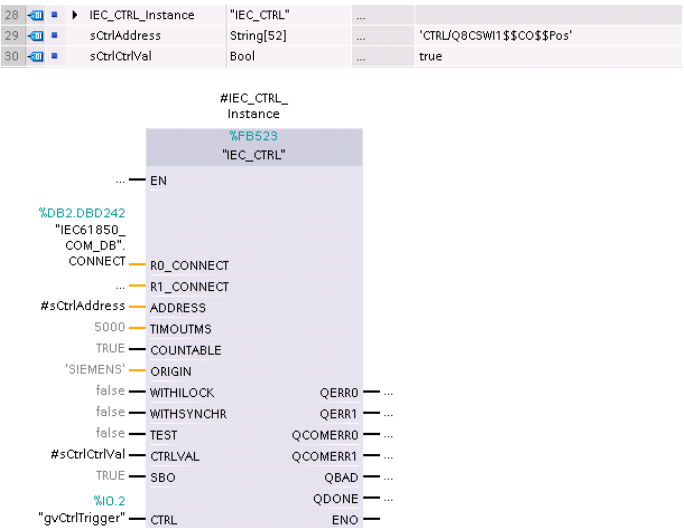 28 IEC_CTRL_Instance "IEC_CTRL" ...
29 sCtrlAddress String[52] ... 'CTRL/Q8CSWI1$$CO$$Pos'
30 sCtrlCtrlVal Bool ... true
#IEC_CTRL_
Instance
%FB523
"IEC_CTRL"
... EN
%DB2.DBD242
"IEC61850_
COM_DB".
CONNECT R0_CONNECT
... R1_CONNECT
#sCtrlAddress ADDRESS
5000 TIMOUTMS
TRUE COUNTABLE
'SIEMENS' ORIGIN
false WITHILOCK QERR0 ...
false WITHSYNCHR QERR1 ...
false TEST QCOMERR0 ...
#sCtrlCtrlVal CTRLVAL QCOMERR1 ...
TRUE SBO QBAD ...
%I0.2 QDONE ...
"gvCtrlTrigger" CTRL ENO